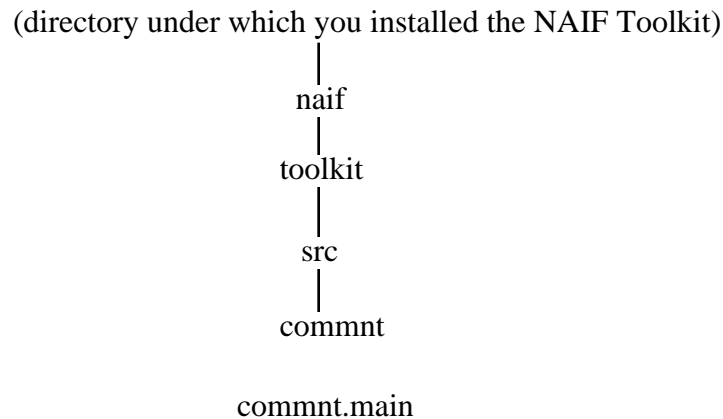 (directory under which you installed the NAIF Toolkit)
naif
toolkit
src
commnt
commnt.main